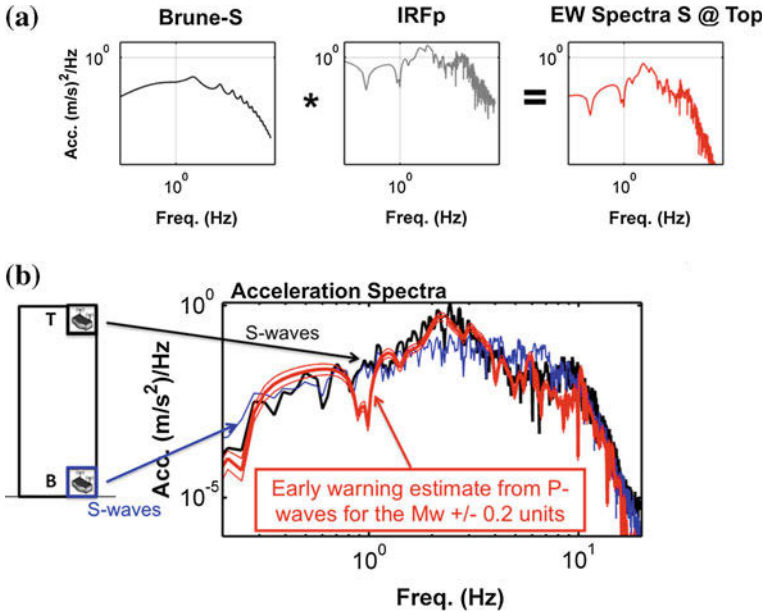 (a)
Brune-S
IRFp
EW Spectra S @ Top
Acc. (m/s)²/Hz
10⁰
10⁰
10⁰
*
=
10⁰
10⁰
10⁰
Freq. (Hz)
Freq. (Hz)
Freq. (Hz)
(b)
Acceleration Spectra
10⁰
T
S-waves
Acc. (m/s²)/Hz
B
S-waves
10⁻⁵
Early warning estimate from P-
waves for the Mw +/- 0.2 units
10⁰
10¹
Freq. (Hz)